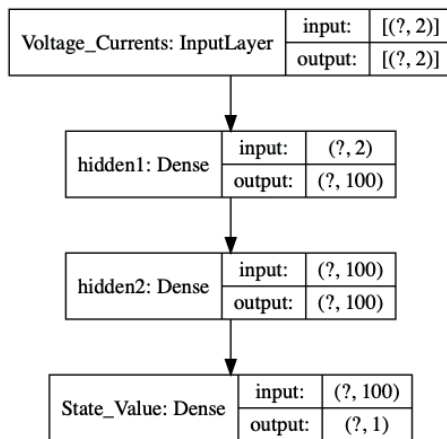 Voltage_Currents: InputLayer
input: [(?, 2)]
output: [(?, 2)]
hidden1: Dense
input: (?, 2)
output: (?, 100)
hidden2: Dense
input: (?, 100)
output: (?, 100)
State_Value: Dense
input: (?, 100)
output: (?, 1)